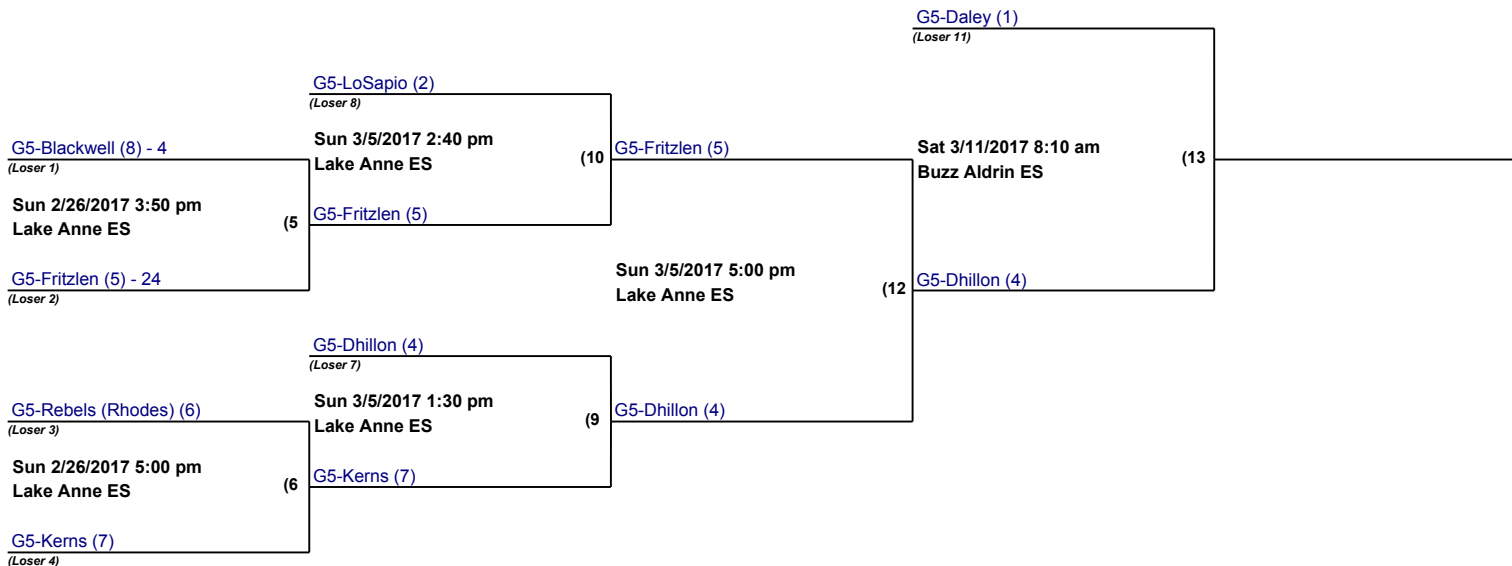 G5-Daley (1)
(Loser 11)
G5-LoSapio (2)
(Loser 8)
Sun 3/5/2017 2:40 pm
Lake Anne ES
(10
G5-Blackwell (8) - 4
(Loser 1)
G5-Fritzlen (5)
Sat 3/11/2017 8:10 am
Buzz Aldrin ES
(13
Sun 2/26/2017 3:50 pm
Lake Anne ES
(5
G5-Fritzlen (5)
G5-Fritzlen (5) - 24
(Loser 2)
Sun 3/5/2017 5:00 pm
Lake Anne ES
(12
G5-Dhillon (4)
G5-Dhillon (4)
(Loser 7)
Sun 3/5/2017 1:30 pm
Lake Anne ES
(9
G5-Rebels (Rhodes) (6)
(Loser 3)
G5-Dhillon (4)
Sun 2/26/2017 5:00 pm
Lake Anne ES
(6
G5-Kerns (7)
G5-Kerns (7)
(Loser 4)